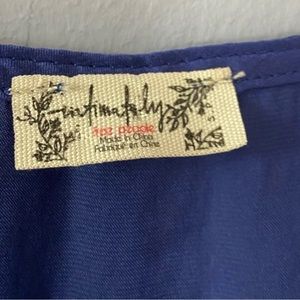 intimately
free people
Made in China
Fabriqué en Chine